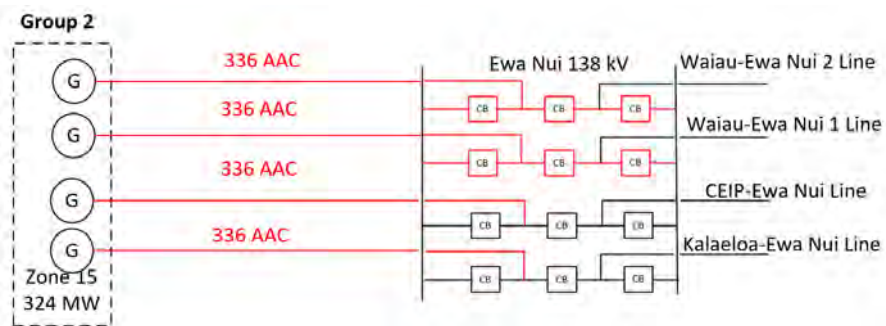 Group 2
G
336 AAC
Ewa Nui 138 kV
Waiau-Ewa Nui 2 Line
CB CB CB
G
336 AAC
Waiau-Ewa Nui 1 Line
CB CB CB
G
336 AAC
CEIP-Ewa Nui Line
CB CB CB
G
336 AAC
Kalaeloa-Ewa Nui Line
CB CB CB
Zone 15
324 MW